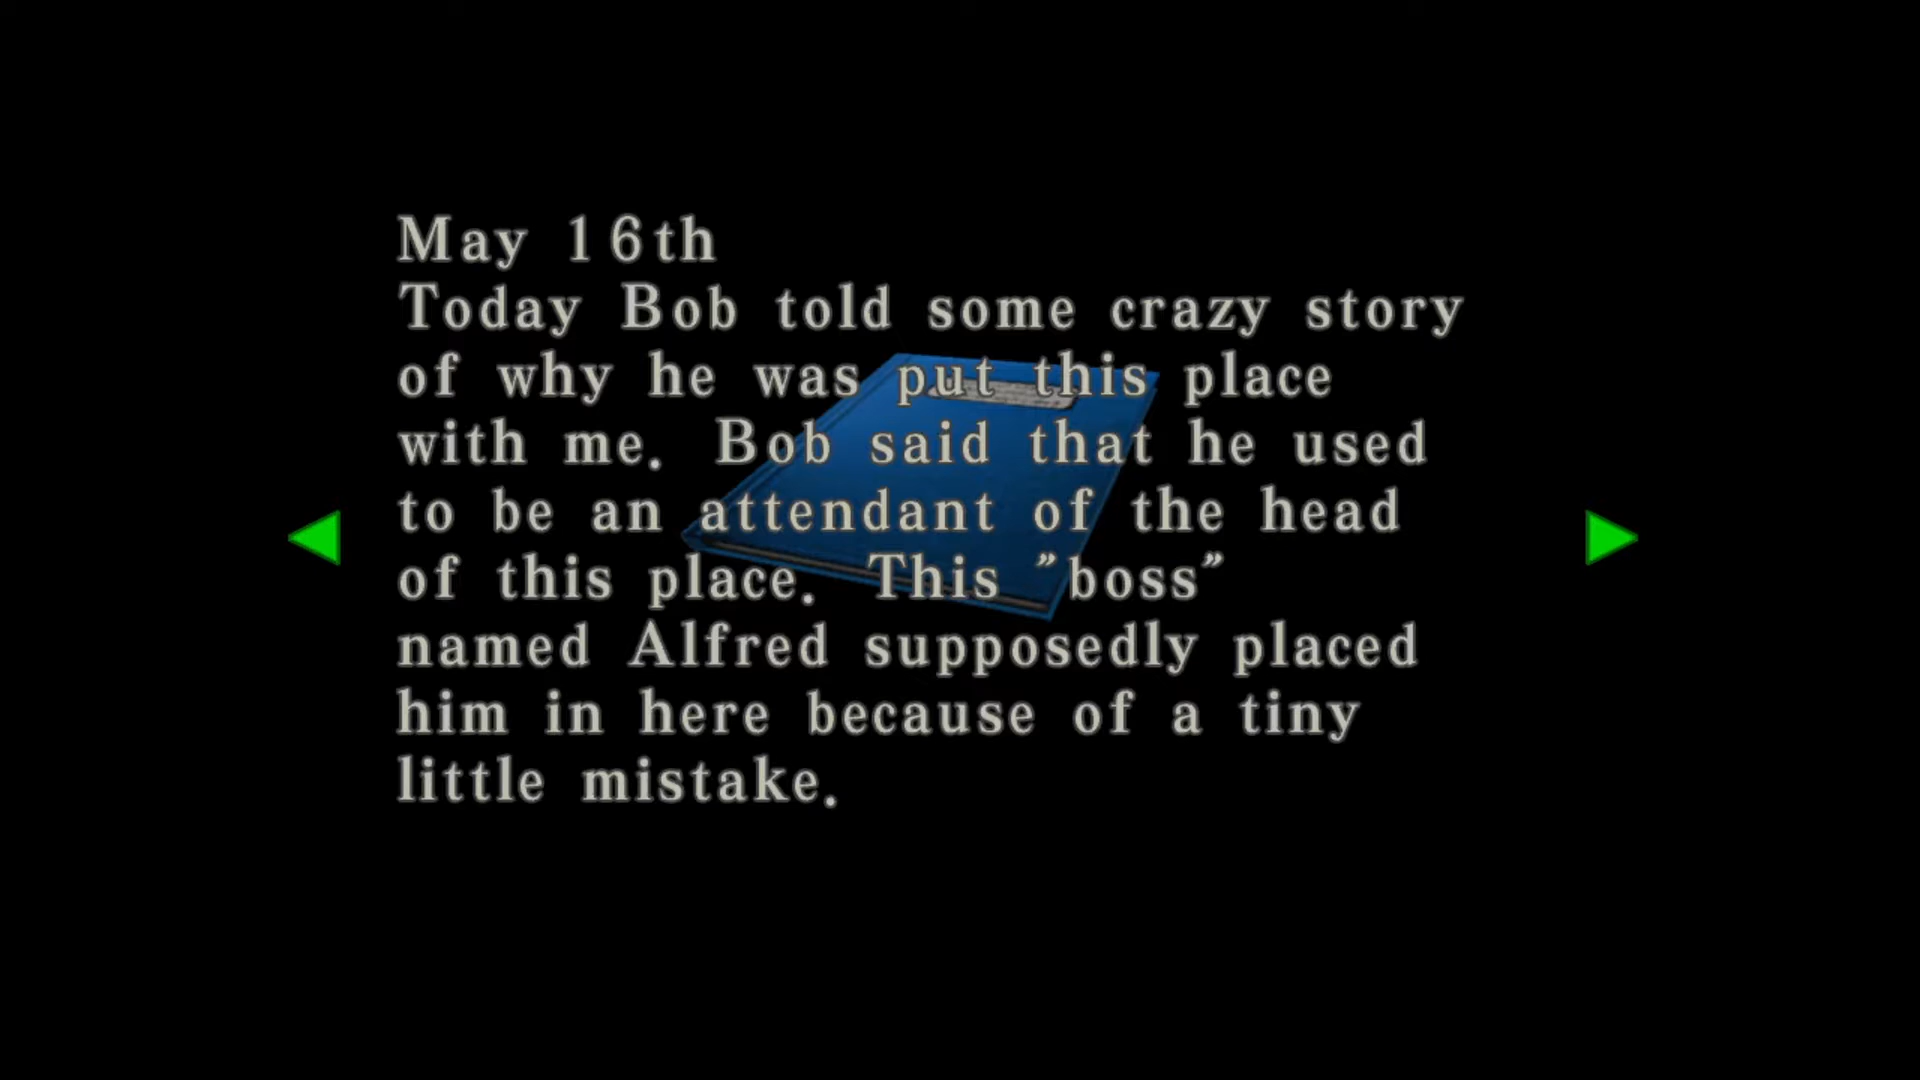 May 16th
Today Bob told some crazy story
of why he was put this place
with me. Bob said that he used
to be an attendant of the head
of this place. This ”boss”
named Alfred supposedly placed
him in here because of a tiny
little mistake.